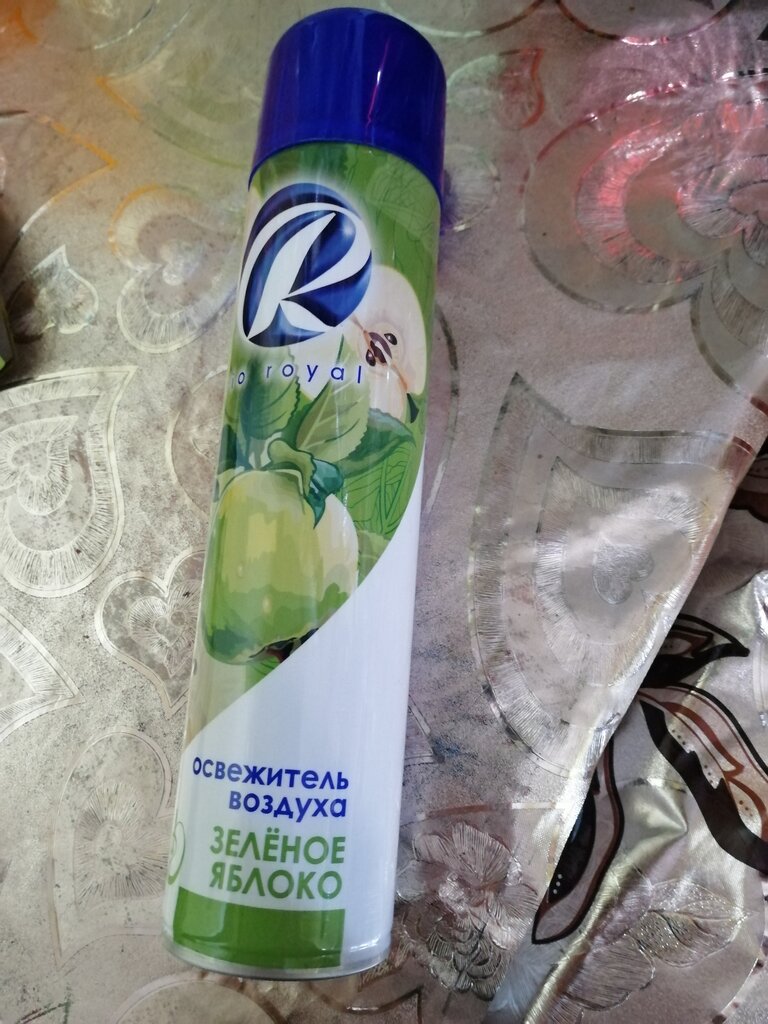 R
royal
освежитель
воздуха
ЗЕЛЁНОЕ
ЯБЛОКО